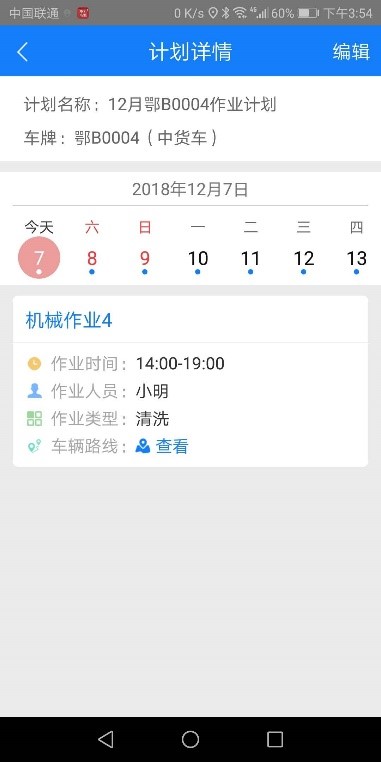 中国联通 0 K/s 4G 60% 下午3:54
计划详情 编辑
计划名称：12月鄂B0004作业计划
车牌：鄂B0004（中货车）
2018年12月7日
今天 六 日 一 二 三 四
7 8 9 10 11 12 13
机械作业4
作业时间：14:00-19:00
作业人员：小明
作业类型：清洗
车辆路线：查看